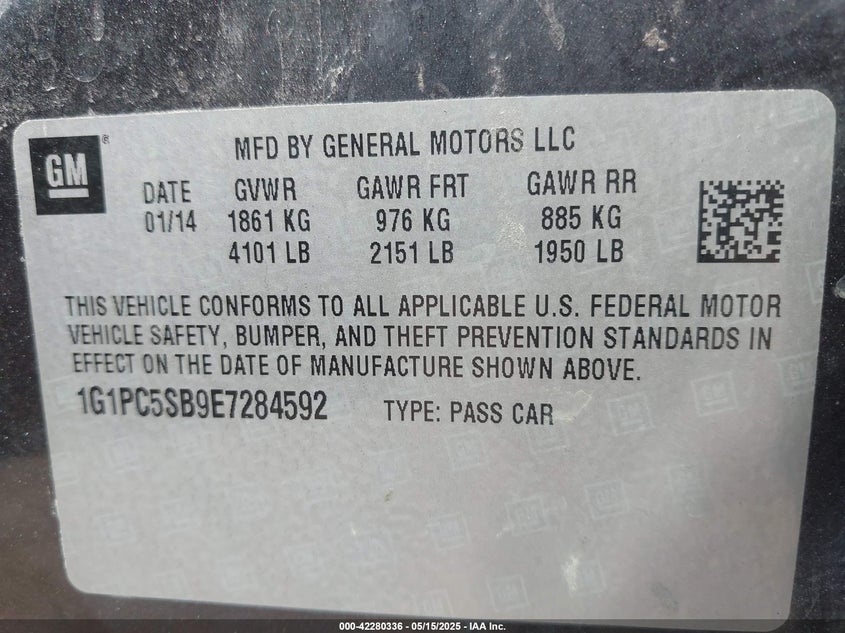 GM ®
MFD BY GENERAL MOTORS LLC
DATE GVWR GAWR FRT GAWR RR
01/14 1861 KG 976 KG 885 KG
4101 LB 2151 LB 1950 LB
THIS VEHICLE CONFORMS TO ALL APPLICABLE U.S. FEDERAL MOTOR
VEHICLE SAFETY, BUMPER, AND THEFT PREVENTION STANDARDS IN
EFFECT ON THE DATE OF MANUFACTURE SHOWN ABOVE.
1G1PC5SB9E7284592 TYPE: PASS CAR
000-42280336 - 05/15/2025 - IAA Inc.